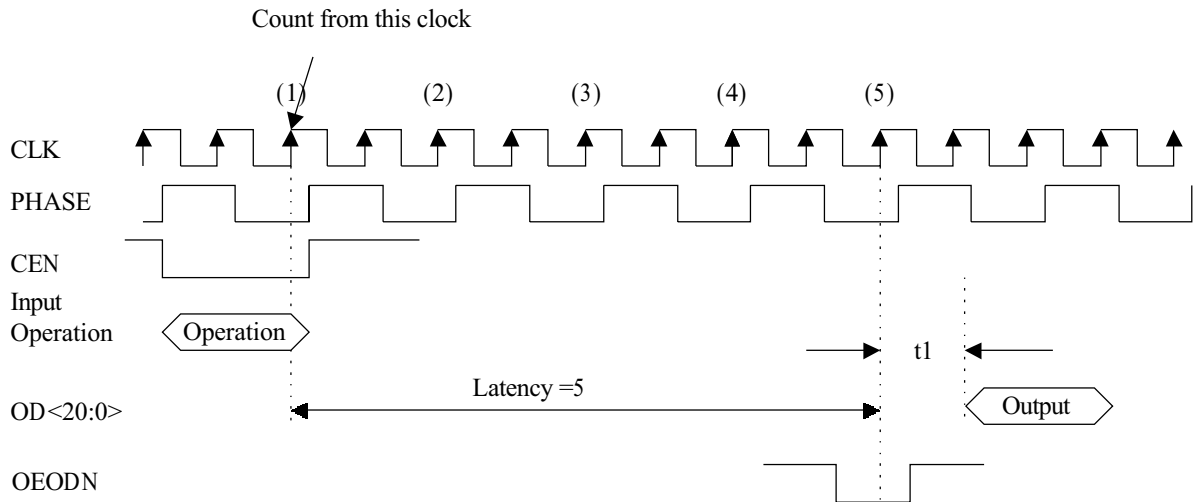 Count from this clock
(1) (2) (3) (4) (5)
CLK
PHASE
CEN
Input
Operation
Operation
t1
Latency =5
OD<20:0>
Output
OEODN